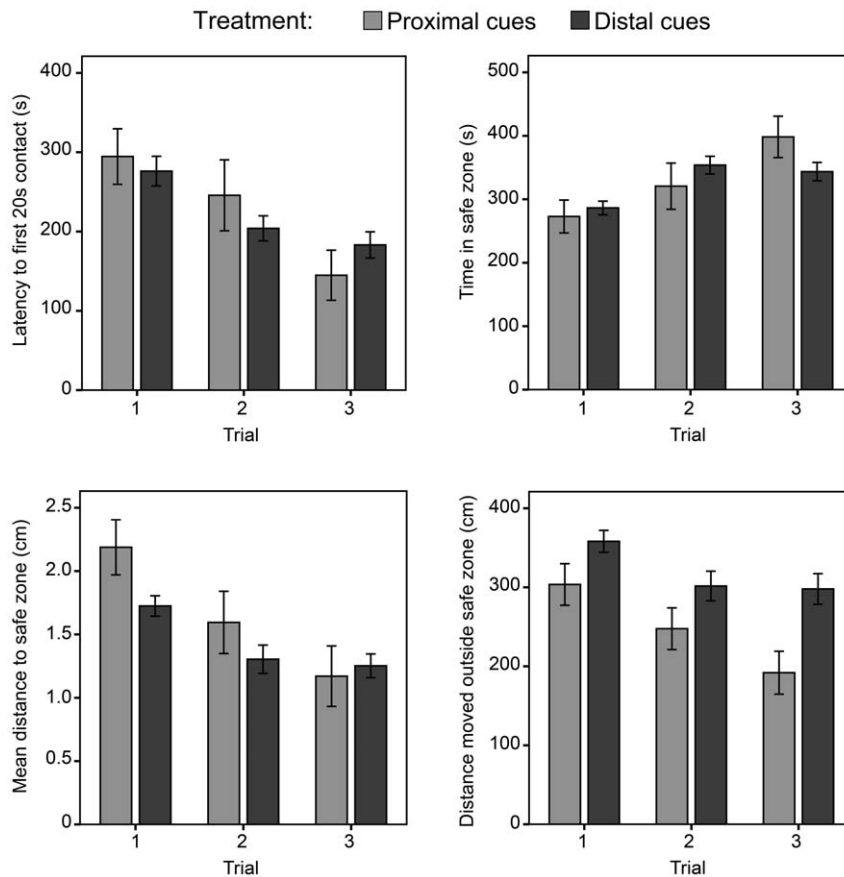 Treatment: Proximal cues Distal cues
Latency to first 20s contact (s)
400
300
200
100
0
1 2 3
Trial
Time in safe zone (s)
500
400
300
200
100
0
1 2 3
Trial
Mean distance to safe zone (cm)
2.5
2.0
1.5
1.0
0.5
0
1 2 3
Trial
Distance moved outside safe zone (cm)
400
300
200
100
0
1 2 3
Trial